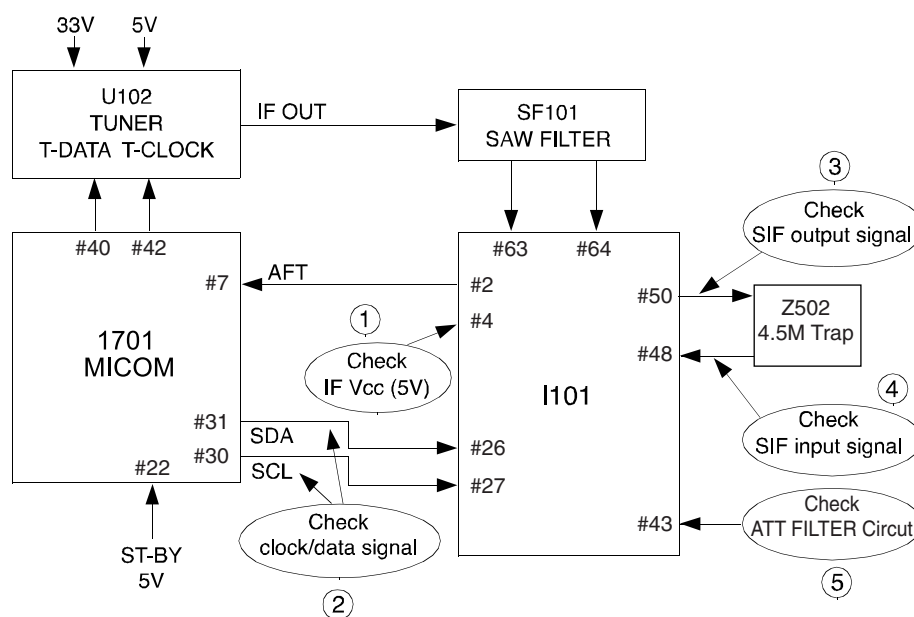 33V
5V
U102
TUNER
T-DATA T-CLOCK
IF OUT
SF101
SAW FILTER
#40
#42
#63
#64
3
Check
SIF output signal
#7
AFT
#2
#50
#4
Z502
4.5M Trap
1701
MICOM
1
Check
IF Vcc (5V)
I101
#48
4
Check
SIF input signal
#31
SDA
#26
#30
SCL
#27
#22
Check
clock/data signal
2
ST-BY
5V
#43
Check
ATT FILTER Circut
5